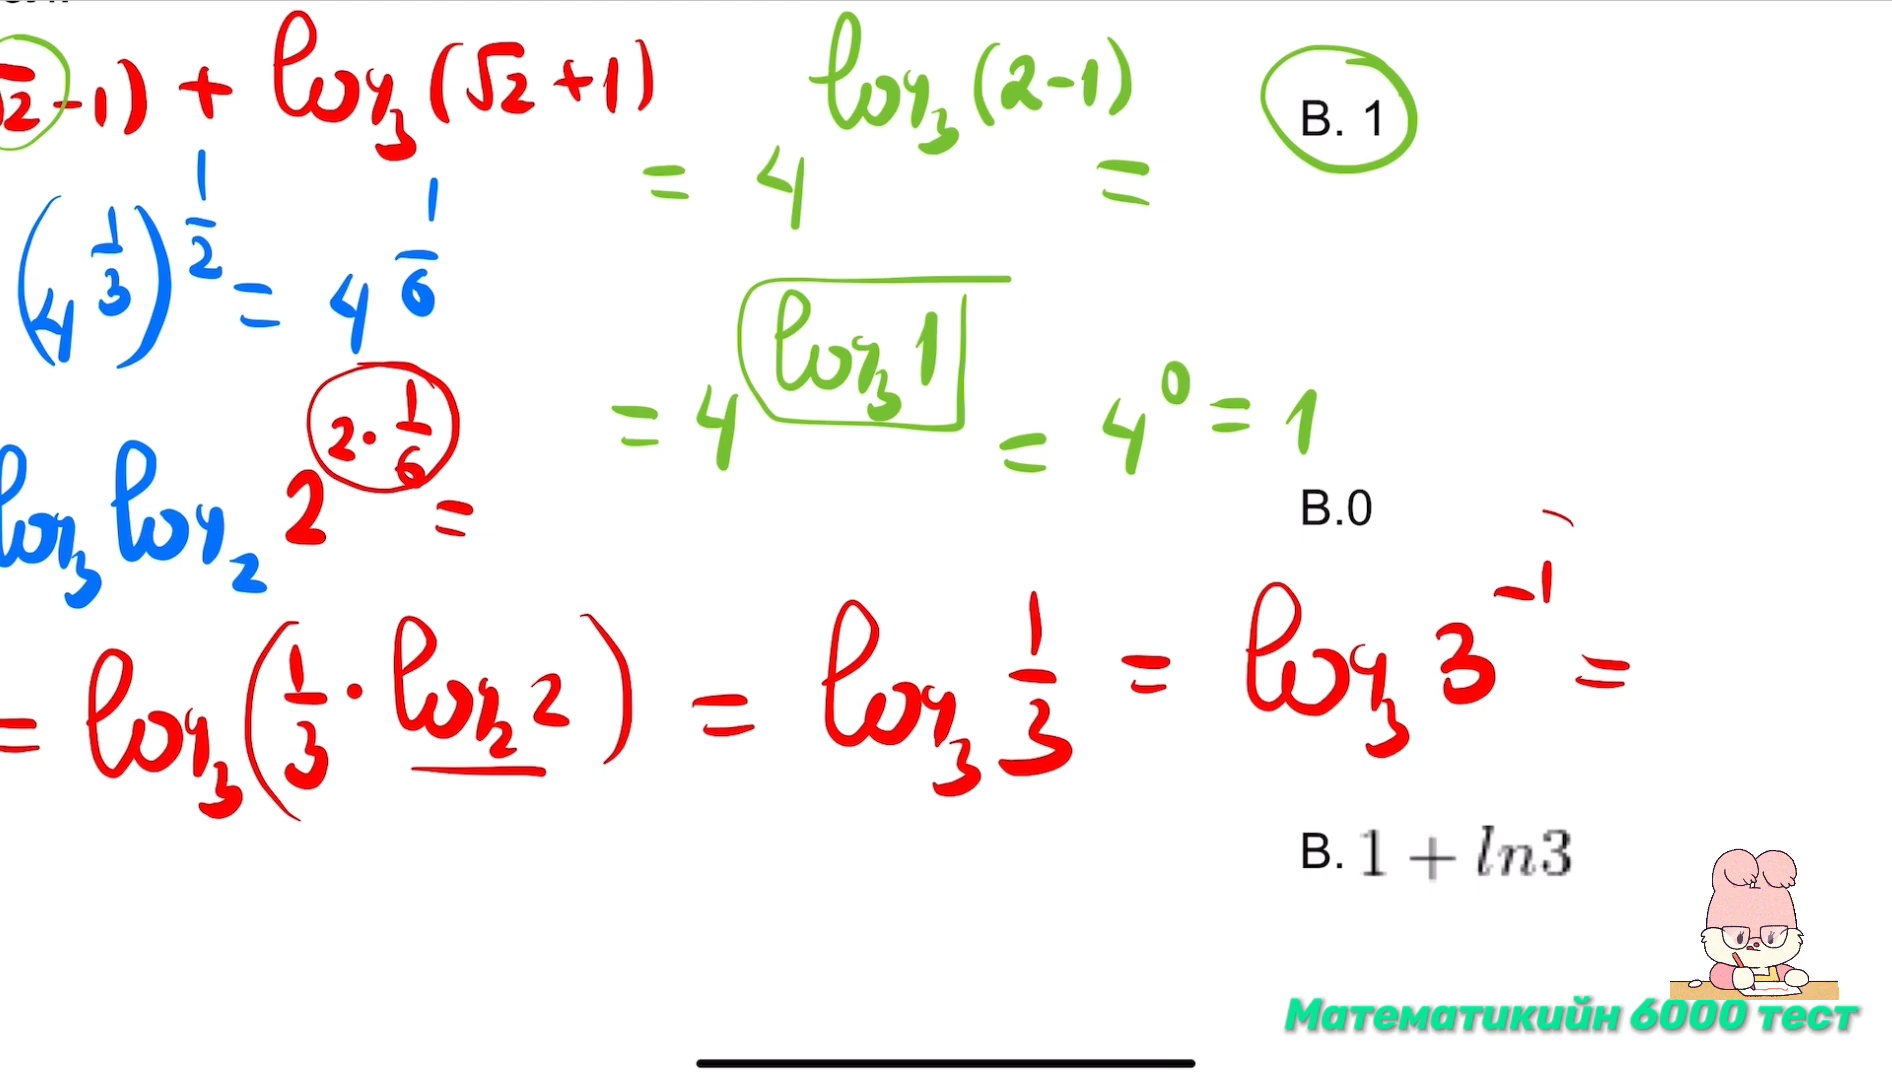 √2 -1) + log₃(√2 +1)
= 4^(log₃(2-1)) =
B. 1
(4^(1/3))^(1/2) = 4^(1/6)
= 4^(log₃1) = 4⁰ = 1
log₃ log₂ 2^(2·1/6) =
B.0
= log₃(1/3 · log₂2) = log₃ 1/3 = log₃ 3⁻¹ =
B. 1 + ln3
Математикийн 6000 тест